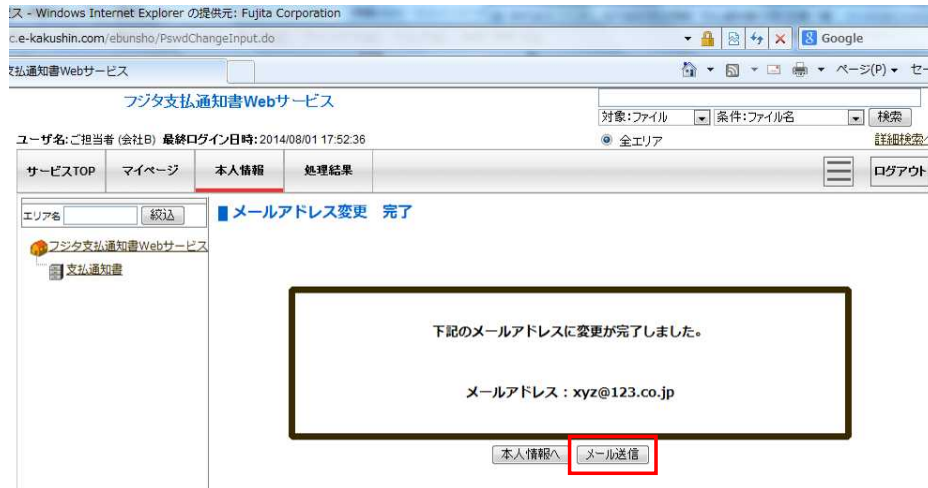 ス - Windows Internet Explorer の提供元: Fujita Corporation
c.e-kakushin.com/ebunsho/PswdChangeInput.do
Google
支払通知書Webサービス
ページ(P)
セー
フジタ支払通知書Webサービス
対象:ファイル 条件:ファイル名 検索
ユーザ名:ご担当者 (会社B) 最終ログイン日時:2014/08/01 17:52:36
全エリア
詳細検索へ
サービスTOP マイページ 本人情報 処理結果
ログアウト
エリア名 絞込
メールアドレス変更 完了
フジタ支払通知書Webサービス
支払通知書
下記のメールアドレスに変更が完了しました。
メールアドレス:xyz@123.co.jp
本人情報へ メール送信